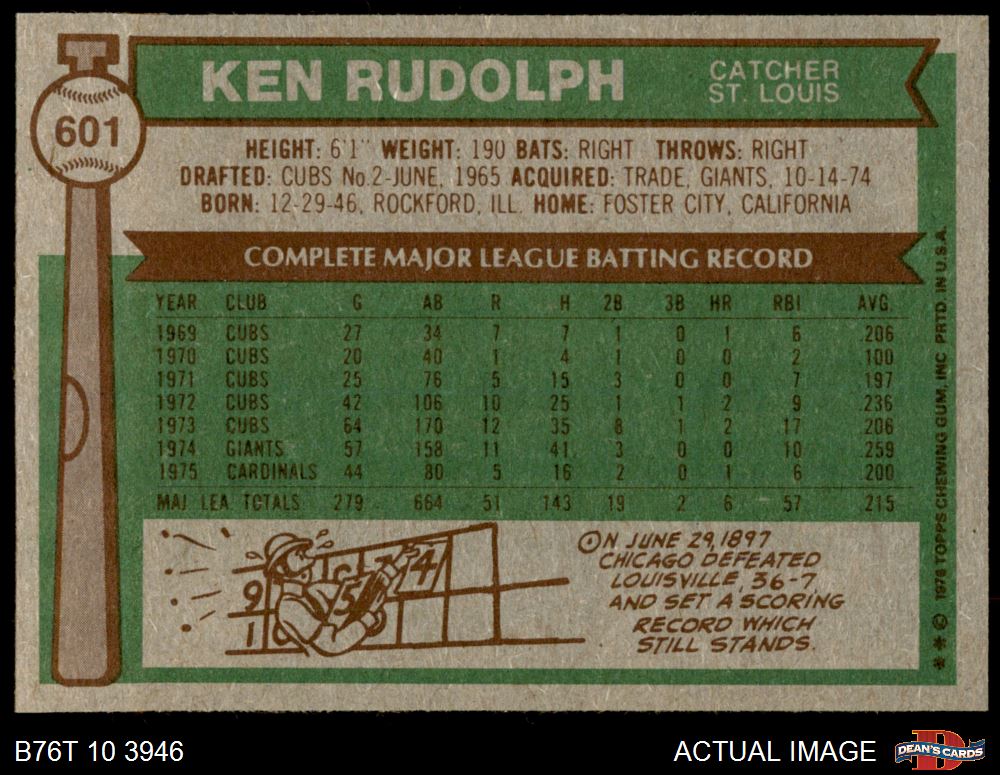 601
KEN RUDOLPH
CATCHER
ST. LOUIS
HEIGHT: 6'1" WEIGHT: 190 BATS: RIGHT THROWS: RIGHT
DRAFTED: CUBS No.2-JUNE, 1965 ACQUIRED: TRADE, GIANTS, 10-14-74
BORN: 12-29-46, ROCKFORD, ILL. HOME: FOSTER CITY, CALIFORNIA
COMPLETE MAJOR LEAGUE BATTING RECORD
YEAR CLUB G AB R H 2B 3B HR RBI AVG.
1969 CUBS 27 34 7 7 1 0 1 6 .206
1970 CUBS 20 40 1 4 1 0 0 2 .100
1971 CUBS 25 76 5 15 3 0 0 7 .197
1972 CUBS 42 106 10 25 1 1 2 9 .236
1973 CUBS 64 170 12 35 8 1 2 17 .206
1974 GIANTS 57 158 11 41 3 0 0 10 .259
1975 CARDINALS 44 80 5 16 2 0 1 6 .200
MAJ. LEA. TOTALS 279 664 51 143 19 2 6 57 .215
9
1
5
4
ON JUNE 29, 1897
CHICAGO DEFEATED
LOUISVILLE, 36-7,
AND SET A SCORING
RECORD WHICH
STILL STANDS.
* * © 1976 TOPPS CHEWING GUM, INC. PRTD. IN U.S.A.
B76T 10 3946
ACTUAL IMAGE
D
DEAN'S CARDS